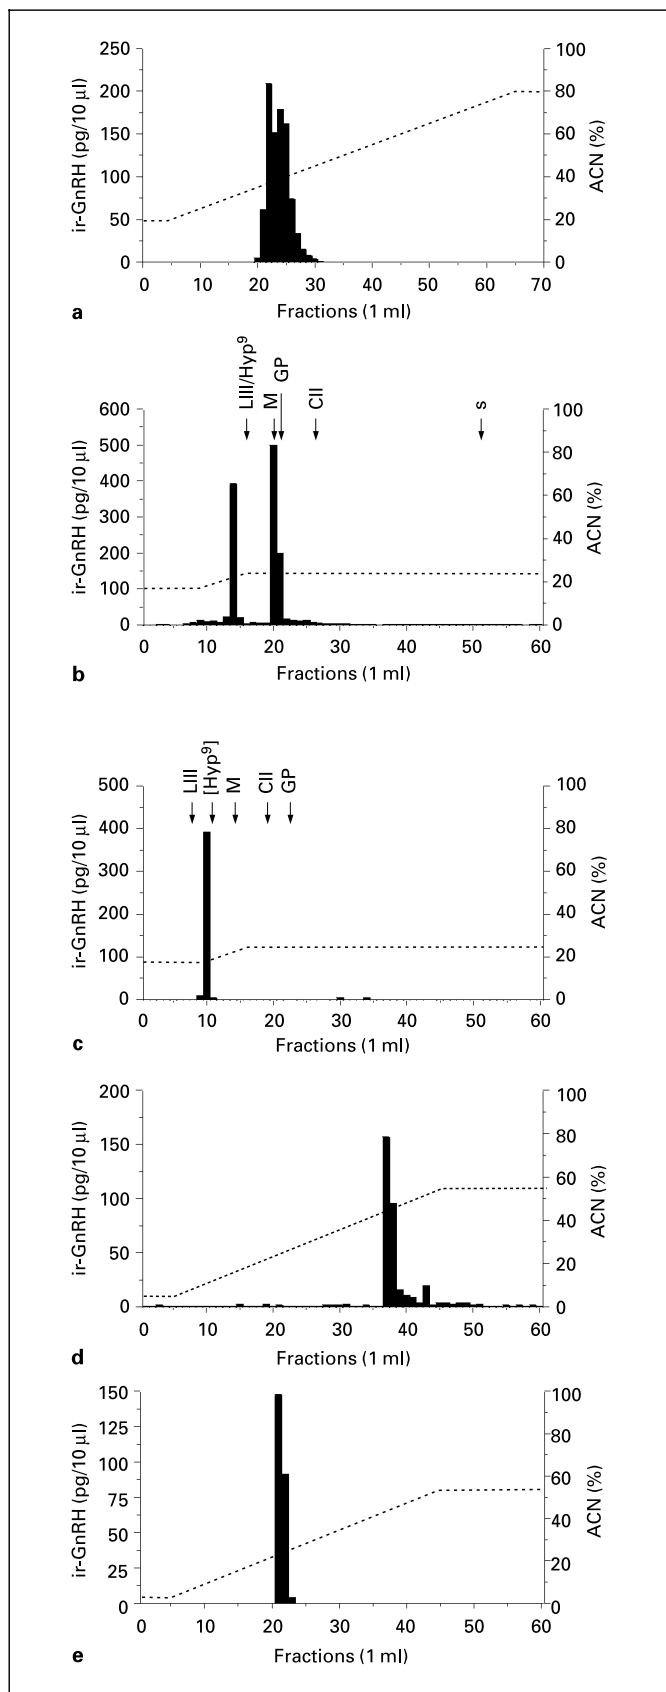 250
200
150
100
50
0
ir-GnRH (pg/10 µl)
100
80
60
40
20
0
ACN (%)
0 10 20 30 40 50 60 70
Fractions (1 ml)
a
LIII/Hyp⁹
M
GP
CII
s
600
500
400
300
200
100
0
ir-GnRH (pg/10 µl)
100
80
60
40
20
0
ACN (%)
0 10 20 30 40 50 60
Fractions (1 ml)
b
LIII
[Hyp⁹]
M
CII
GP
500
400
300
200
100
0
ir-GnRH (pg/10 µl)
100
80
60
40
20
0
ACN (%)
0 10 20 30 40 50 60
Fractions (1 ml)
c
200
150
100
50
0
ir-GnRH (pg/10 µl)
100
80
60
40
20
0
ACN (%)
0 10 20 30 40 50 60
Fractions (1 ml)
d
150
125
100
75
50
25
0
ir-GnRH (pg/10 µl)
100
80
60
40
20
0
ACN (%)
0 10 20 30 40 50 60
Fractions (1 ml)
e